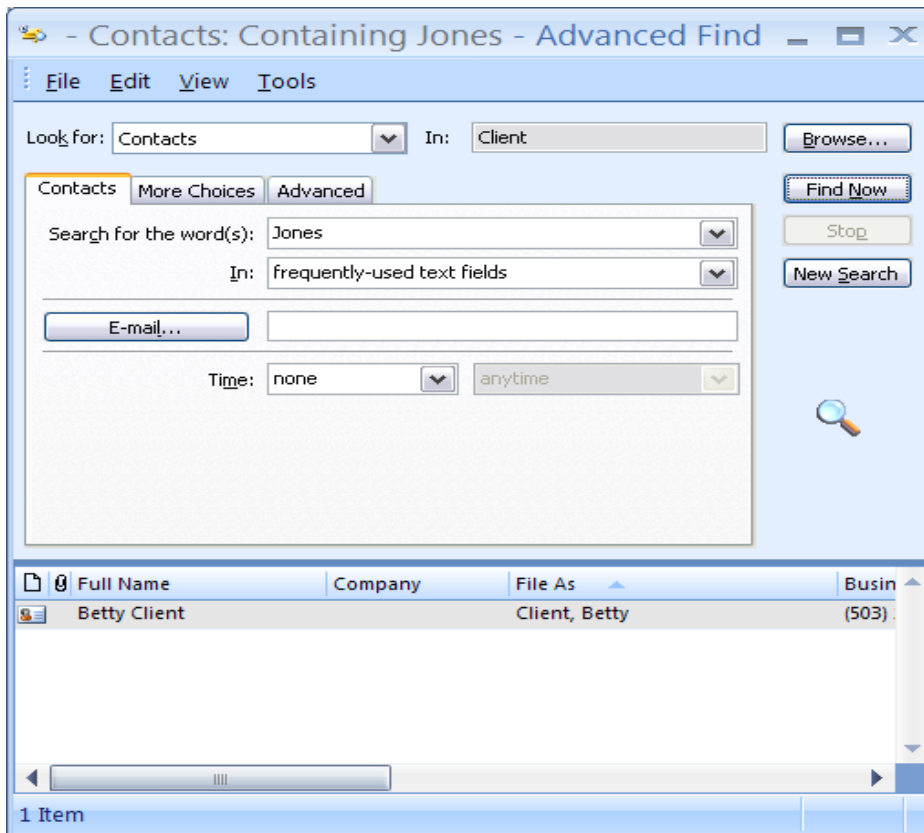 - Contacts: Containing Jones - Advanced Find
File Edit View Tools
Look for: Contacts In: Client Browse...
Contacts More Choices Advanced Find Now
Search for the word(s): Jones Stop
In: frequently-used text fields New Search
E-mail...
Time: none anytime
Full Name Company File As Busin
Betty Client Client, Betty (503)
1 Item